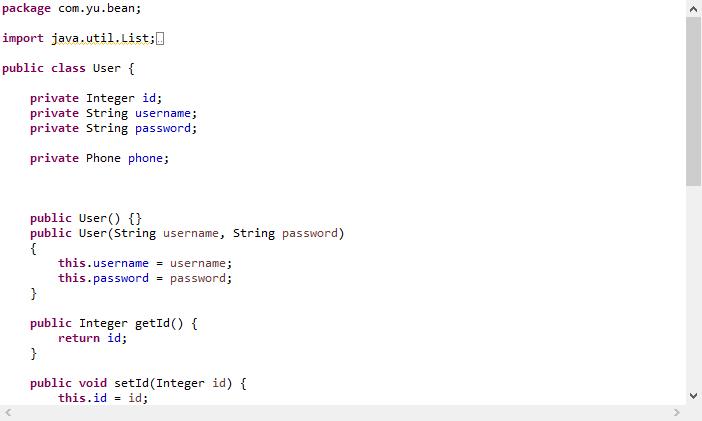 package com.yu.bean;
import java.util.List;
public class User {
private Integer id;
private String username;
private String password;
private Phone phone;
public User() {}
public User(String username, String password)
{
this.username = username;
this.password = password;
}
public Integer getId() {
return id;
}
public void setId(Integer id) {
this.id = id;